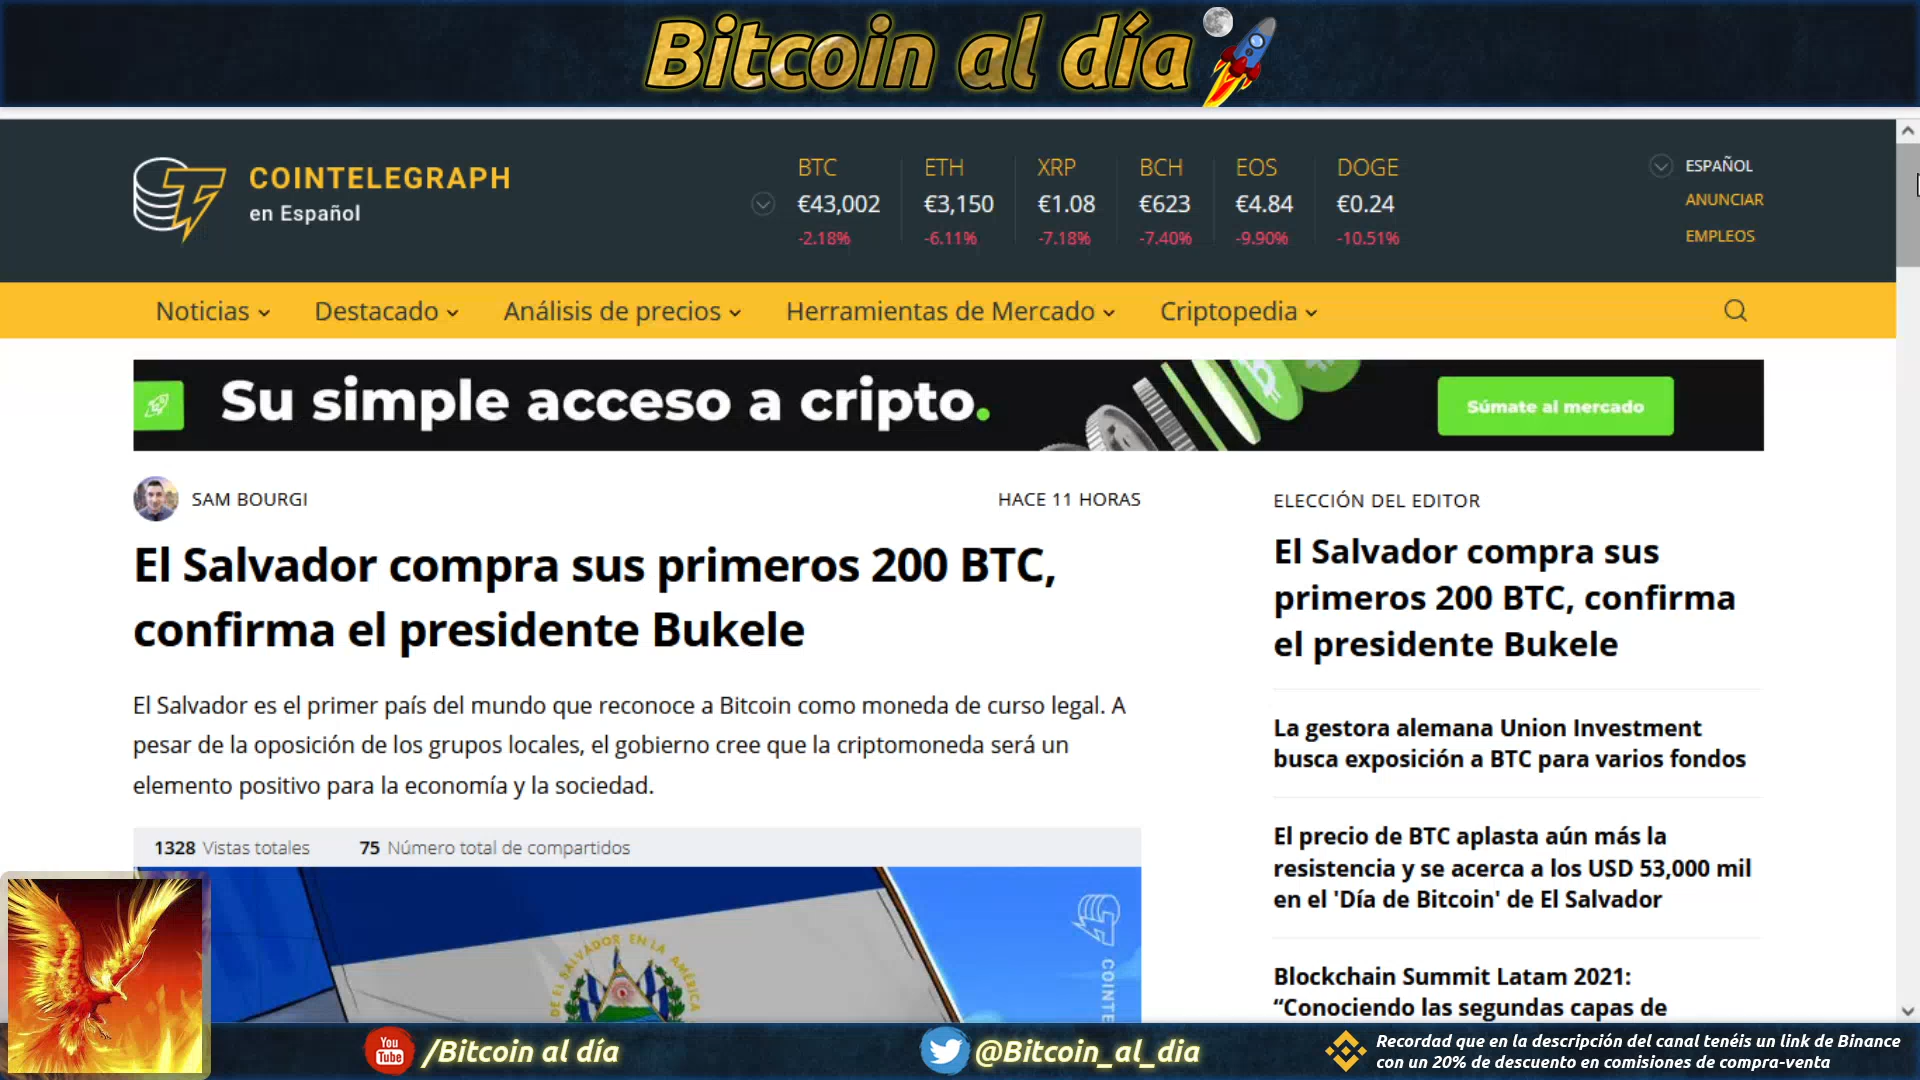 Bitcoin al día
COINTELEGRAPH
en Español
BTC
€43,002
-2.18%
ETH
€3,150
-6.11%
XRP
€1.08
-7.18%
BCH
€623
-7.40%
EOS
€4.84
-9.90%
DOGE
€0.24
-10.51%
ESPAÑOL
ANUNCIAR
EMPLEOS
Noticias
Destacado
Análisis de precios
Herramientas de Mercado
Criptopedia
Su simple acceso a cripto.
Súmate al mercado
SAM BOURGI
HACE 11 HORAS
El Salvador compra sus primeros 200 BTC,
confirma el presidente Bukele
El Salvador es el primer país del mundo que reconoce a Bitcoin como moneda de curso legal. A
pesar de la oposición de los grupos locales, el gobierno cree que la criptomoneda será un
elemento positivo para la economía y la sociedad.
1328 Vistas totales
75 Número total de compartidos
DE EL SALVADOR EN LA AMÉRICA
COINTE
ELECCIÓN DEL EDITOR
El Salvador compra sus
primeros 200 BTC, confirma
el presidente Bukele
La gestora alemana Union Investment
busca exposición a BTC para varios fondos
El precio de BTC aplasta aún más la
resistencia y se acerca a los USD 53,000 mil
en el 'Día de Bitcoin' de El Salvador
Blockchain Summit Latam 2021:
“Conociendo las segundas capas de
You
Tube
/Bitcoin al día
@Bitcoin_al_dia
Recordad que en la descripción del canal tenéis un link de Binance
con un 20% de descuento en comisiones de compra-venta